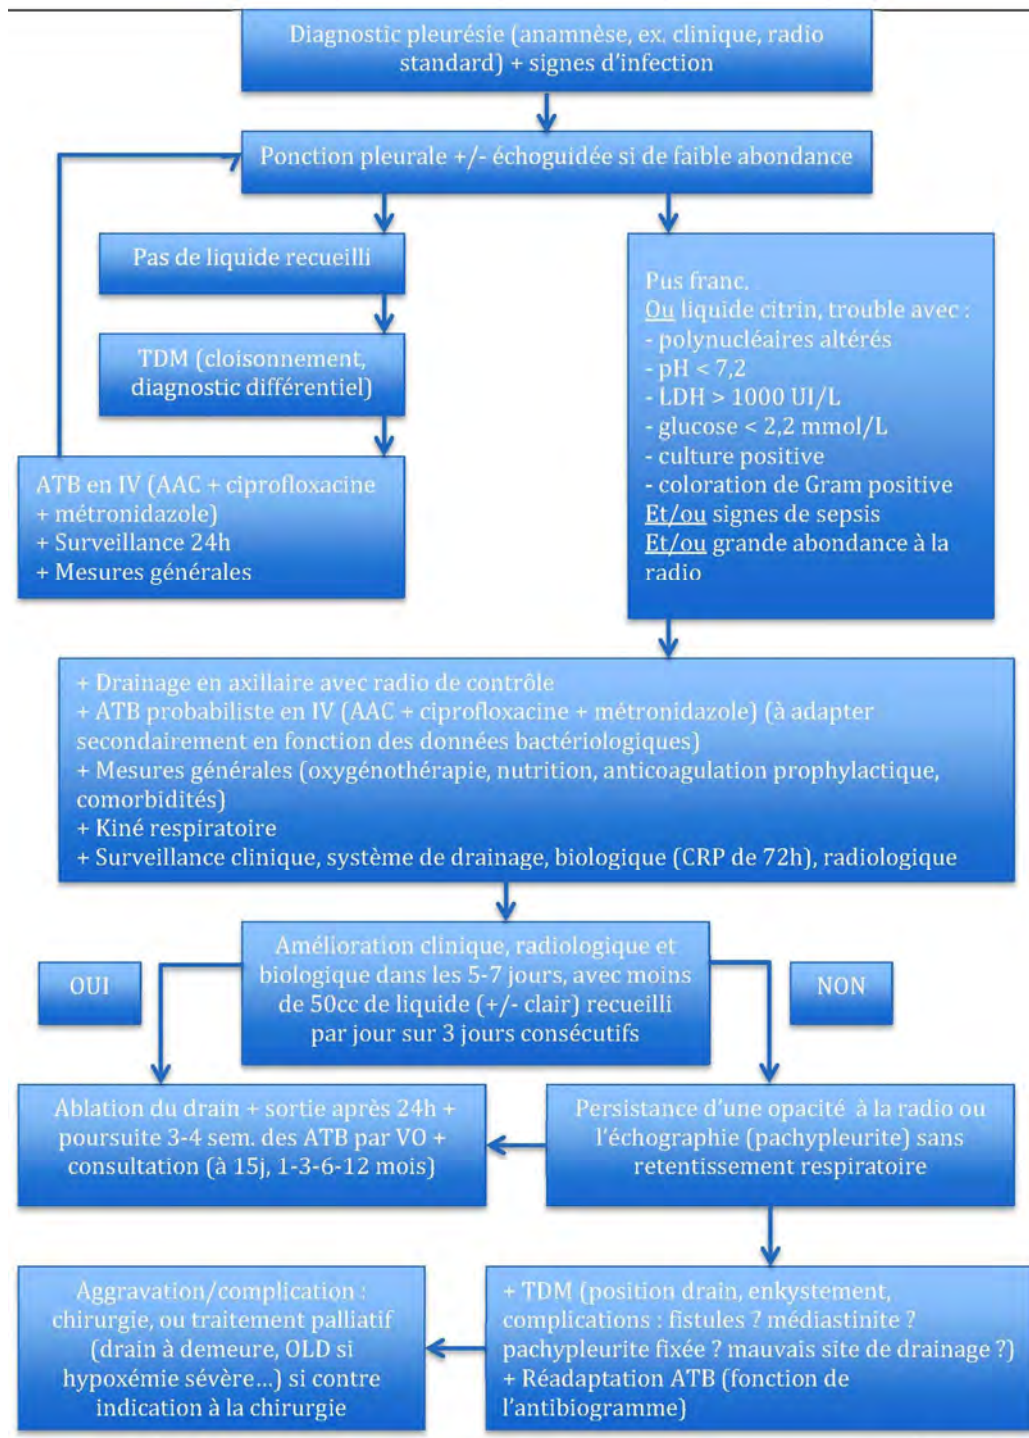 Diagnostic pleurésie (anamnèse, ex. clinique, radio
standard) + signes d'infection
Ponction pleurale +/- échoguidée si de faible abondance
Pas de liquide recueilli
TDM (cloisonnement,
diagnostic différentiel)
ATB en IV (AAC + ciprofloxacine
+ métronidazole)
+ Surveillance 24h
+ Mesures générales
Pus franc.
Ou liquide citrin, trouble avec :
- polynucléaires altérés
- pH < 7,2
- LDH > 1000 UI/L
- glucose < 2,2 mmol/L
- culture positive
- coloration de Gram positive
Et/ou signes de sepsis
Et/ou grande abondance à la
radio
+ Drainage en axillaire avec radio de contrôle
+ ATB probabiliste en IV (AAC + ciprofloxacine + métronidazole) (à adapter
secondairement en fonction des données bactériologiques)
+ Mesures générales (oxygénothérapie, nutrition, anticoagulation prophylactique,
comorbidités)
+ Kiné respiratoire
+ Surveillance clinique, système de drainage, biologique (CRP de 72h), radiologique
Amélioration clinique, radiologique et
biologique dans les 5-7 jours, avec moins
de 50cc de liquide (+/- clair) recueilli
par jour sur 3 jours consécutifs
OUI
NON
Ablation du drain + sortie après 24h +
poursuite 3-4 sem. des ATB par VO +
consultation (à 15j, 1-3-6-12 mois)
Persistance d'une opacité à la radio ou
l'échographie (pachypleurite) sans
retentissement respiratoire
Aggravation/complication :
chirurgie, ou traitement palliatif
(drain à demeure, OLD si
hypoxémie sévère...) si contre
indication à la chirurgie
+ TDM (position drain, enkystement,
complications : fistules ? médiastinite ?
pachypleurite fixée ? mauvais site de drainage ?)
+ Réadaptation ATB (fonction de
l'antibiogramme)